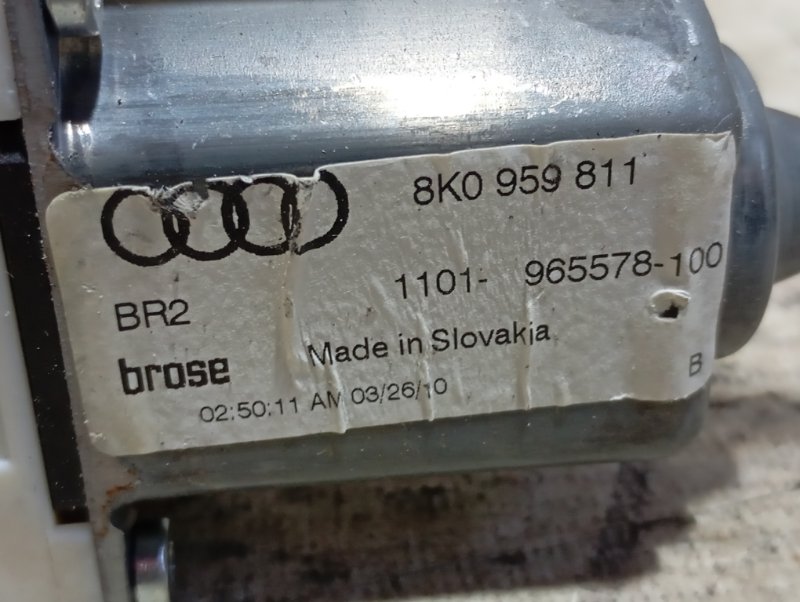 8K0 959 811
1101- 965578-100
BR2
Made in Slovakia
brose
B
02:50:11 AM 03/26/10